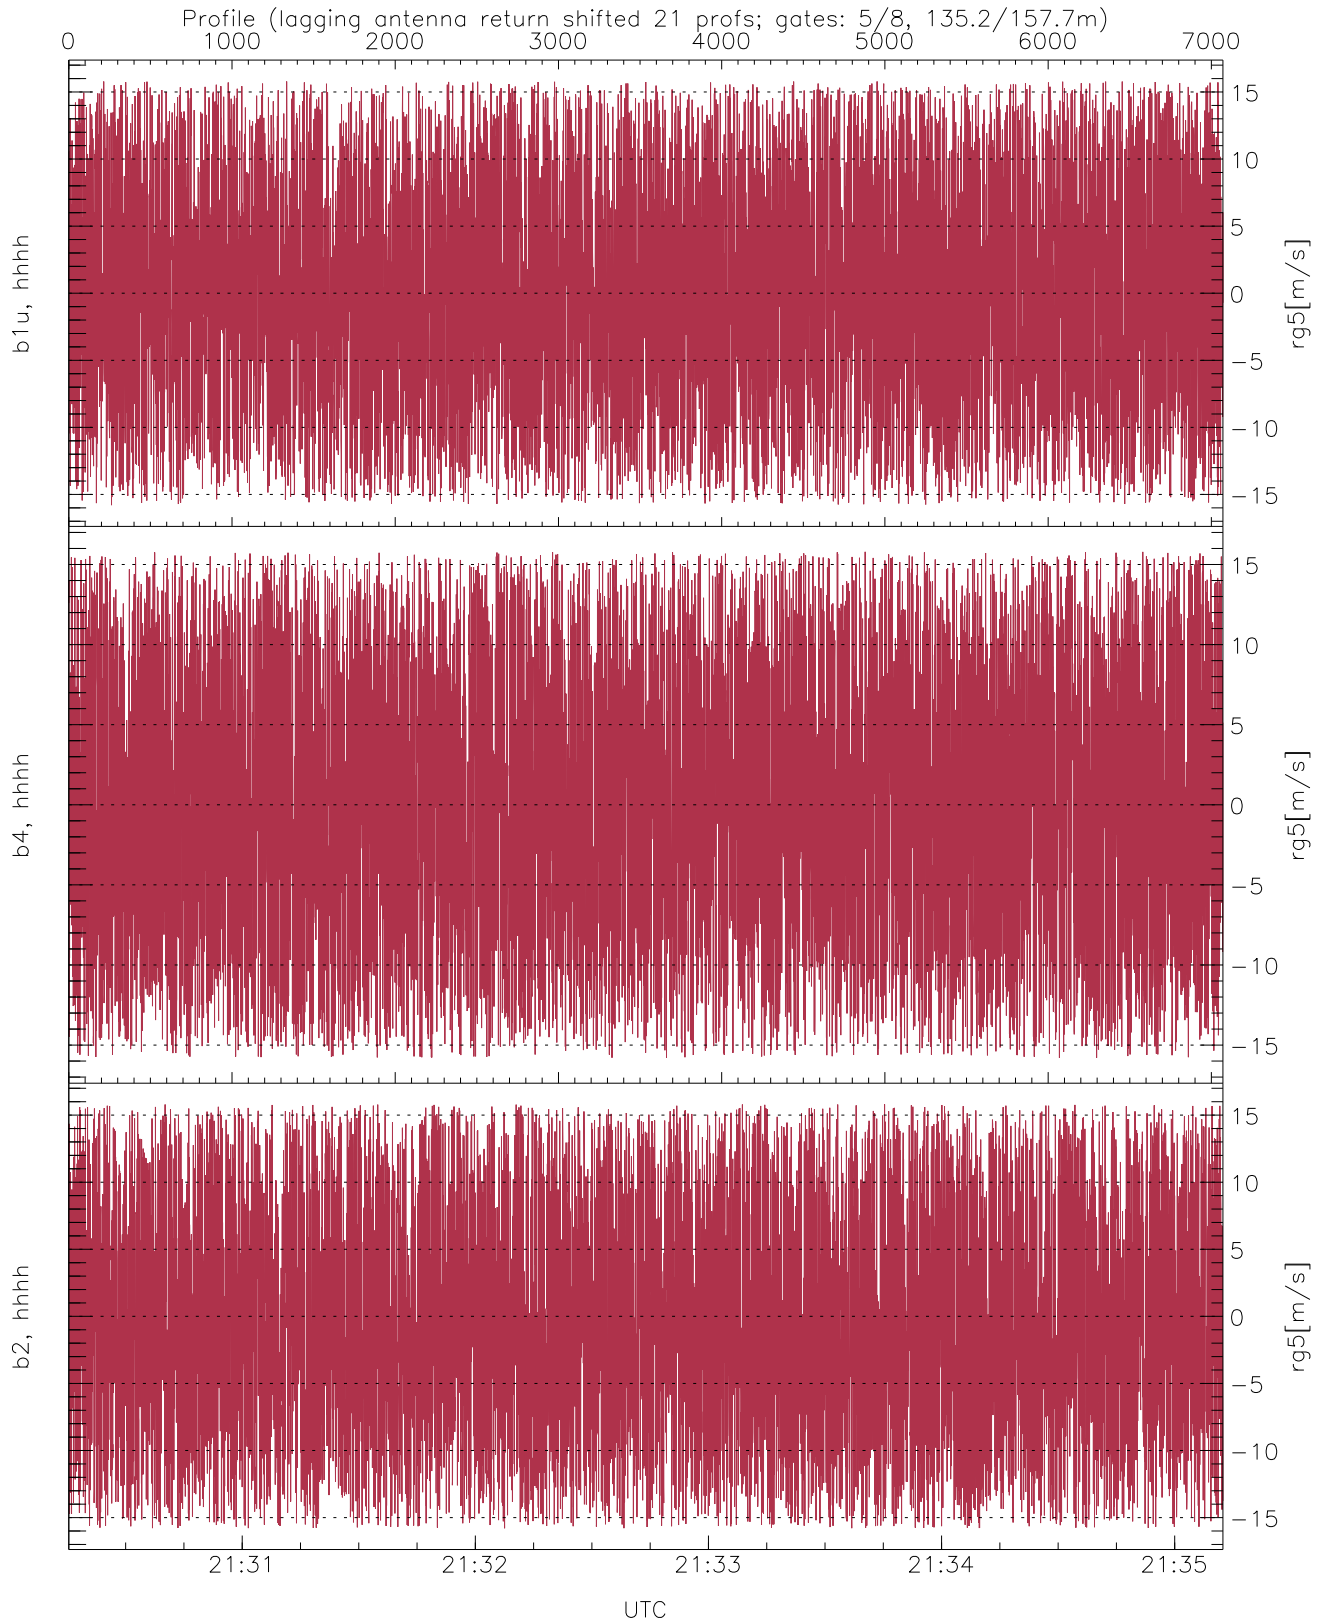 Profile (lagging antenna return shifted 21 profs; gates: 5/8, 135.2/157.7m)
0 1000 2000 3000 4000 5000 6000 7000
15
10
5
0
−5
−10
−15
b1u, hhhh
rg5[m/s]
15
10
5
0
−5
−10
−15
b4, hhhh
rg5[m/s]
15
10
5
0
−5
−10
−15
b2, hhhh
rg5[m/s]
21:31 21:32 21:33 21:34 21:35
UTC